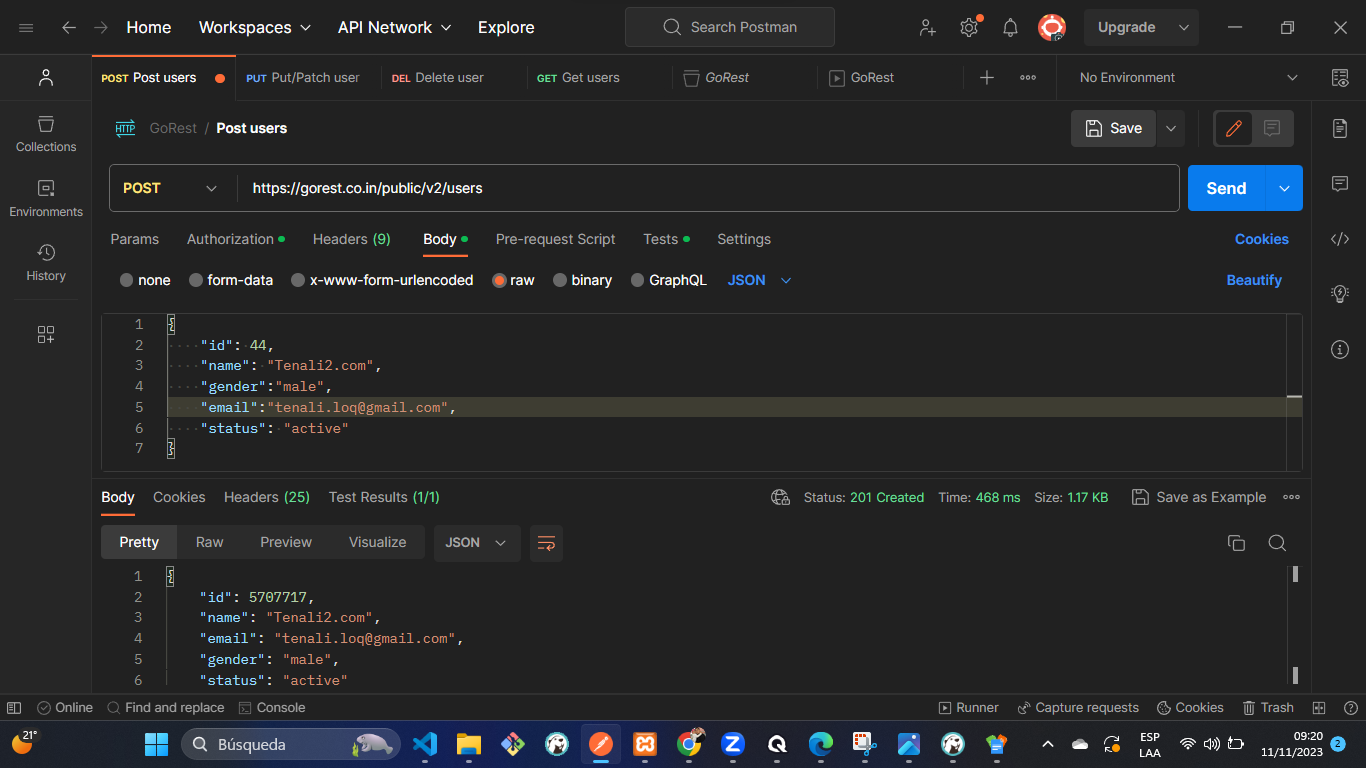 Home Workspaces API Network Explore Search Postman Upgrade
POST Post users PUT Put/Patch user DEL Delete user GET Get users GoRest GoRest No Environment
HTTP GoRest / Post users Save
Collections
POST https://gorest.co.in/public/v2/users Send
Environments
Params Authorization Headers (9) Body Pre-request Script Tests Settings Cookies
History
none form-data x-www-form-urlencoded raw binary GraphQL JSON Beautify
1 {
2 "id": 44,
3 "name": "Tenali2.com",
4 "gender":"male",
5 "email":"tenali.loq@gmail.com",
6 "status": "active"
7 }
Body Cookies Headers (25) Test Results (1/1) Status: 201 Created Time: 468 ms Size: 1.17 KB Save as Example
Pretty Raw Preview Visualize JSON
1 {
2 "id": 5707717,
3 "name": "Tenali2.com",
4 "email": "tenali.loq@gmail.com",
5 "gender": "male",
6 "status": "active"
Online Find and replace Console Runner Capture requests Cookies Trash
21° Búsqueda ESP 09:20
LAA 11/11/2023 2